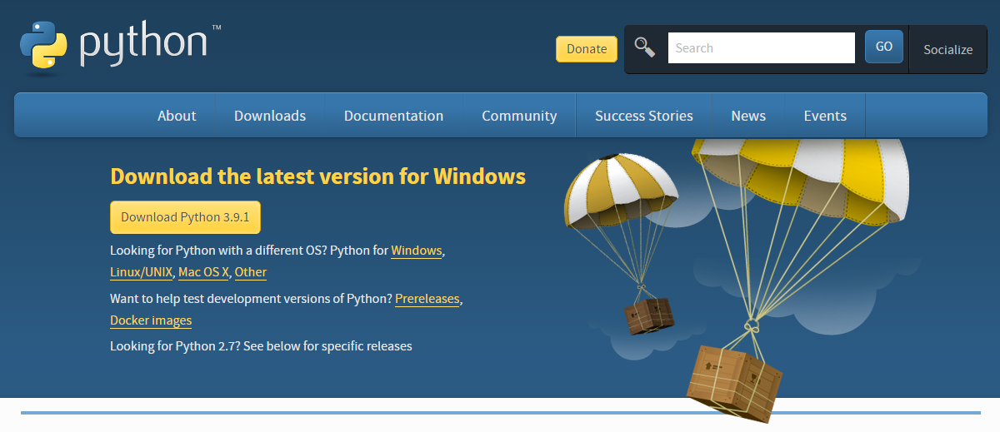 python™
Donate
Search
GO
Socialize
About
Downloads
Documentation
Community
Success Stories
News
Events
Download the latest version for Windows
Download Python 3.9.1
Looking for Python with a different OS? Python for Windows,
Linux/UNIX, Mac OS X, Other
Want to help test development versions of Python? Prereleases,
Docker images
Looking for Python 2.7? See below for specific releases